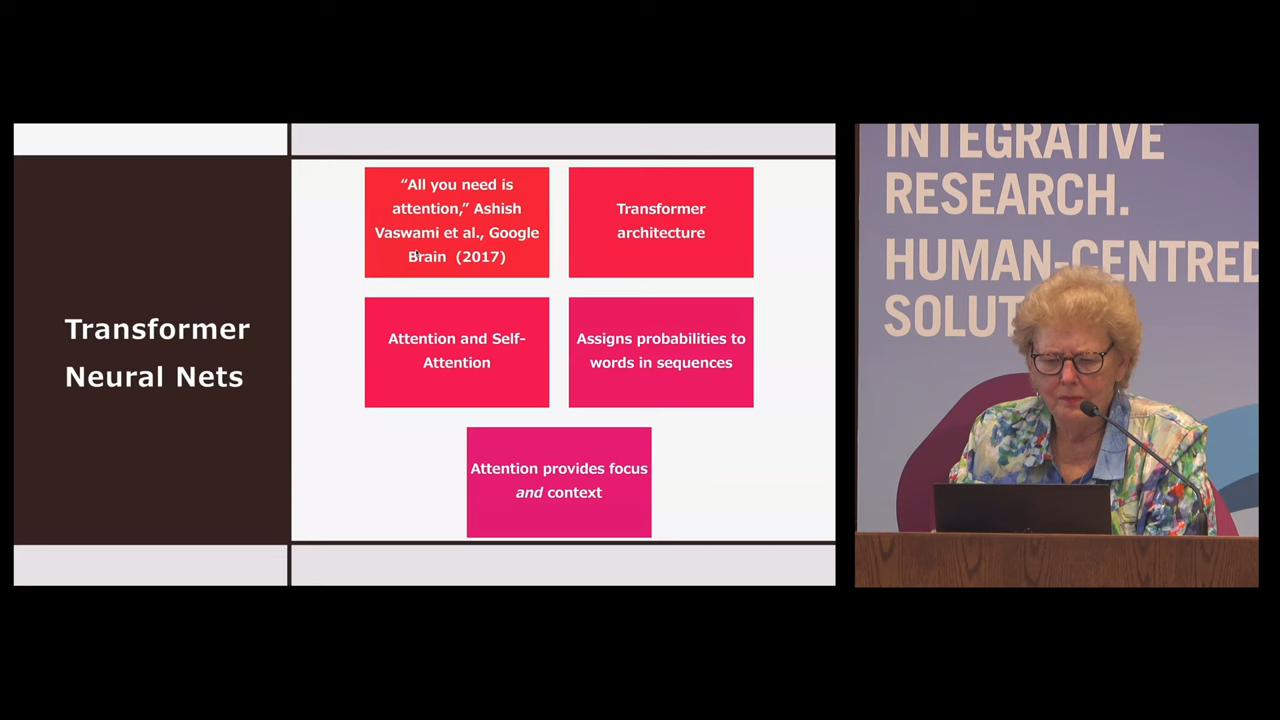 Transformer
Neural Nets
“All you need is
attention,” Ashish
Vaswami et al., Google
Brain (2017)
Transformer
architecture
Attention and Self-
Attention
Assigns probabilities to
words in sequences
Attention provides focus
and context
INTEGRATIVE
RESEARCH.
HUMAN-CENTRED